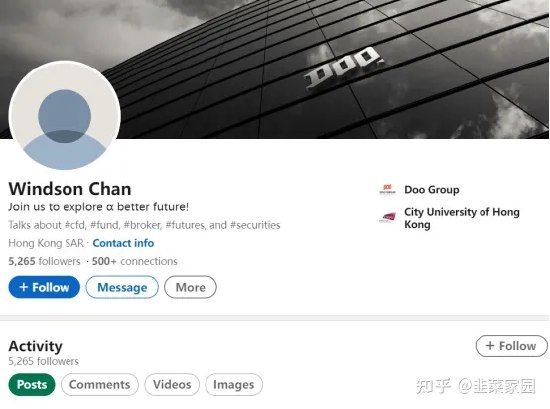 Doo.
Windson Chan
Join us to explore α better future!
Talks about #cfd, #fund, #broker, #futures, and #securities
Hong Kong SAR · Contact info
5,265 followers · 500+ connections
+ Follow
Message
More
Doo Group
City University of Hong
Kong
Activity
5,265 followers
+ Follow
Posts
Comments
Videos
Images
知乎 @韭菜家园